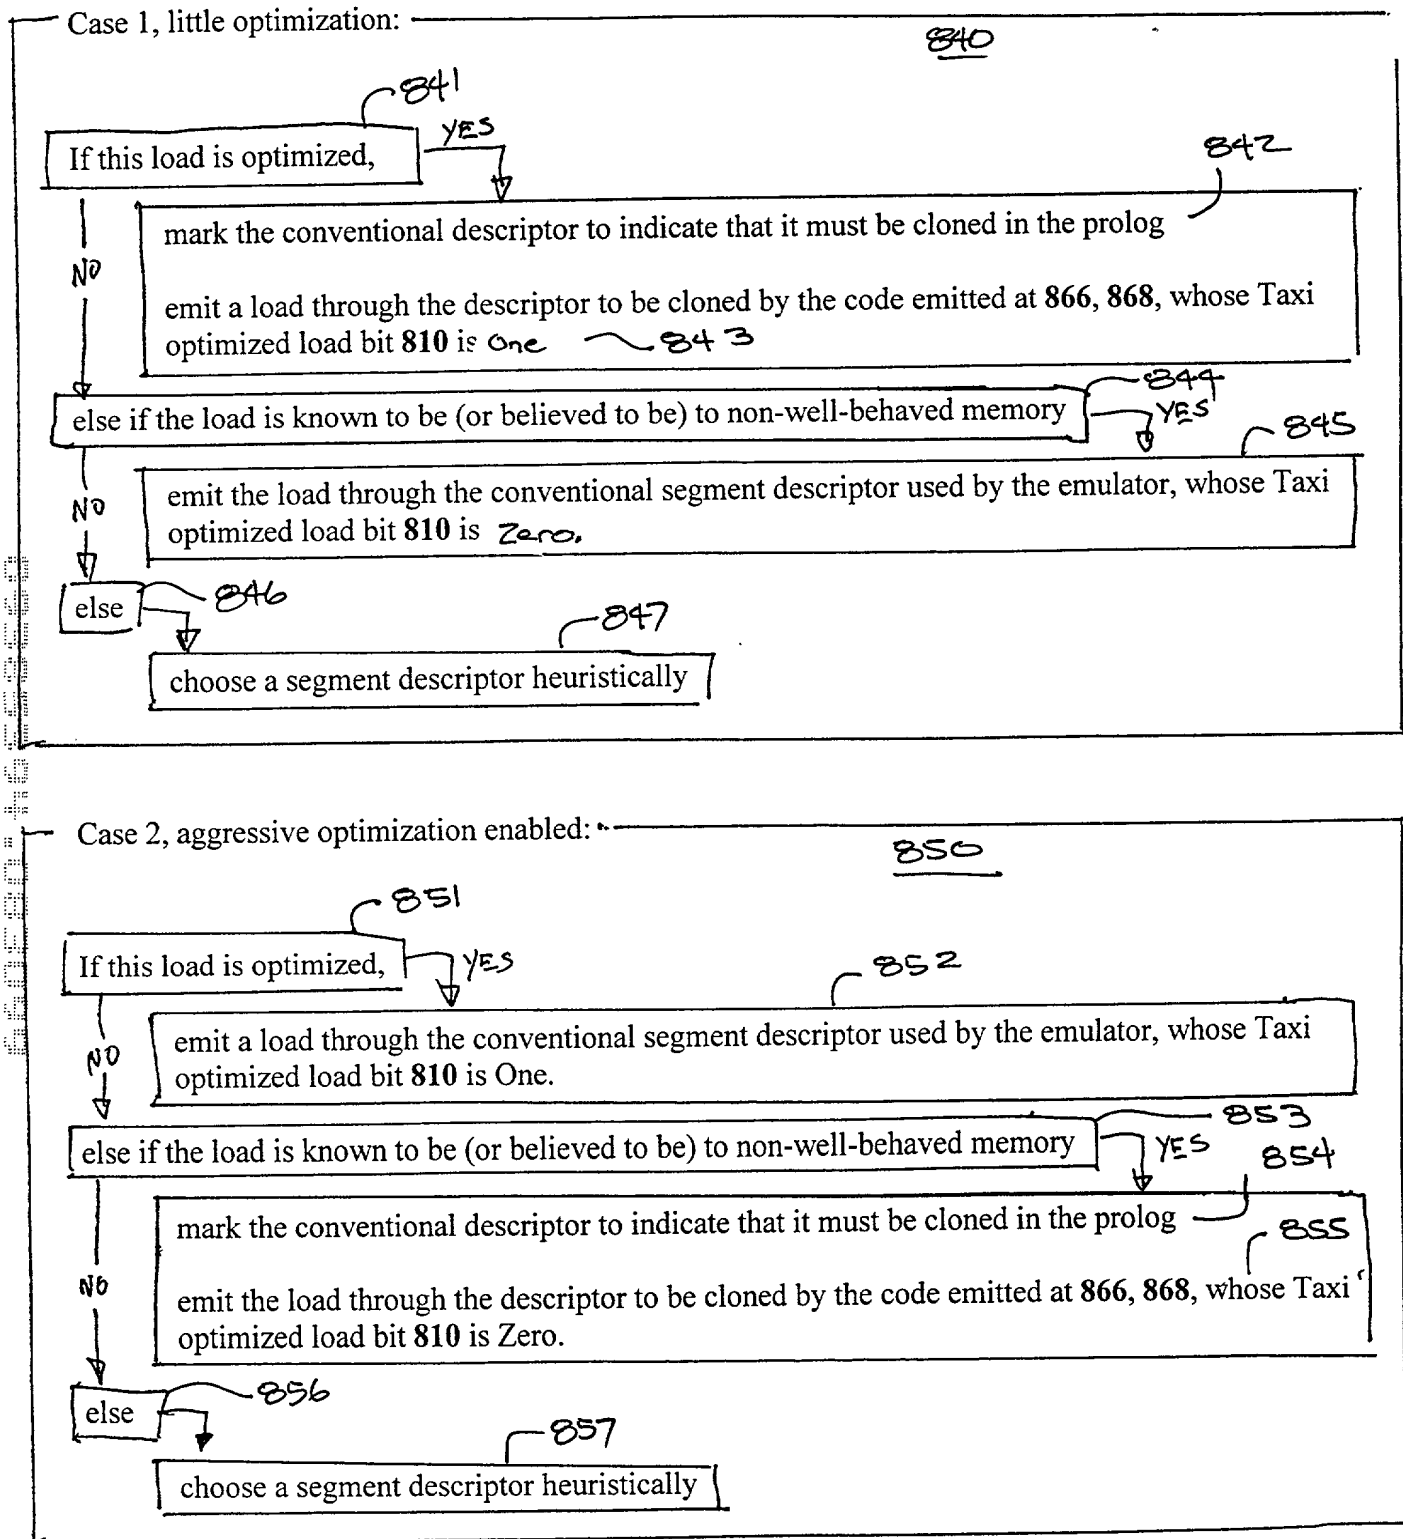 Case 1, little optimization:
840
841
If this load is optimized,
YES
842
mark the conventional descriptor to indicate that it must be cloned in the prolog
NO
emit a load through the descriptor to be cloned by the code emitted at 866, 868, whose Taxi
optimized load bit 810 is One
843
844
else if the load is known to be (or believed to be) to non-well-behaved memory
YES
845
NO
emit the load through the conventional segment descriptor used by the emulator, whose Taxi
optimized load bit 810 is Zero.
else
846
847
choose a segment descriptor heuristically
Case 2, aggressive optimization enabled:
850
851
If this load is optimized,
YES
852
NO
emit a load through the conventional segment descriptor used by the emulator, whose Taxi
optimized load bit 810 is One.
853
else if the load is known to be (or believed to be) to non-well-behaved memory
YES
854
mark the conventional descriptor to indicate that it must be cloned in the prolog
855
NO
emit the load through the descriptor to be cloned by the code emitted at 866, 868, whose Taxi
optimized load bit 810 is Zero.
else
856
857
choose a segment descriptor heuristically